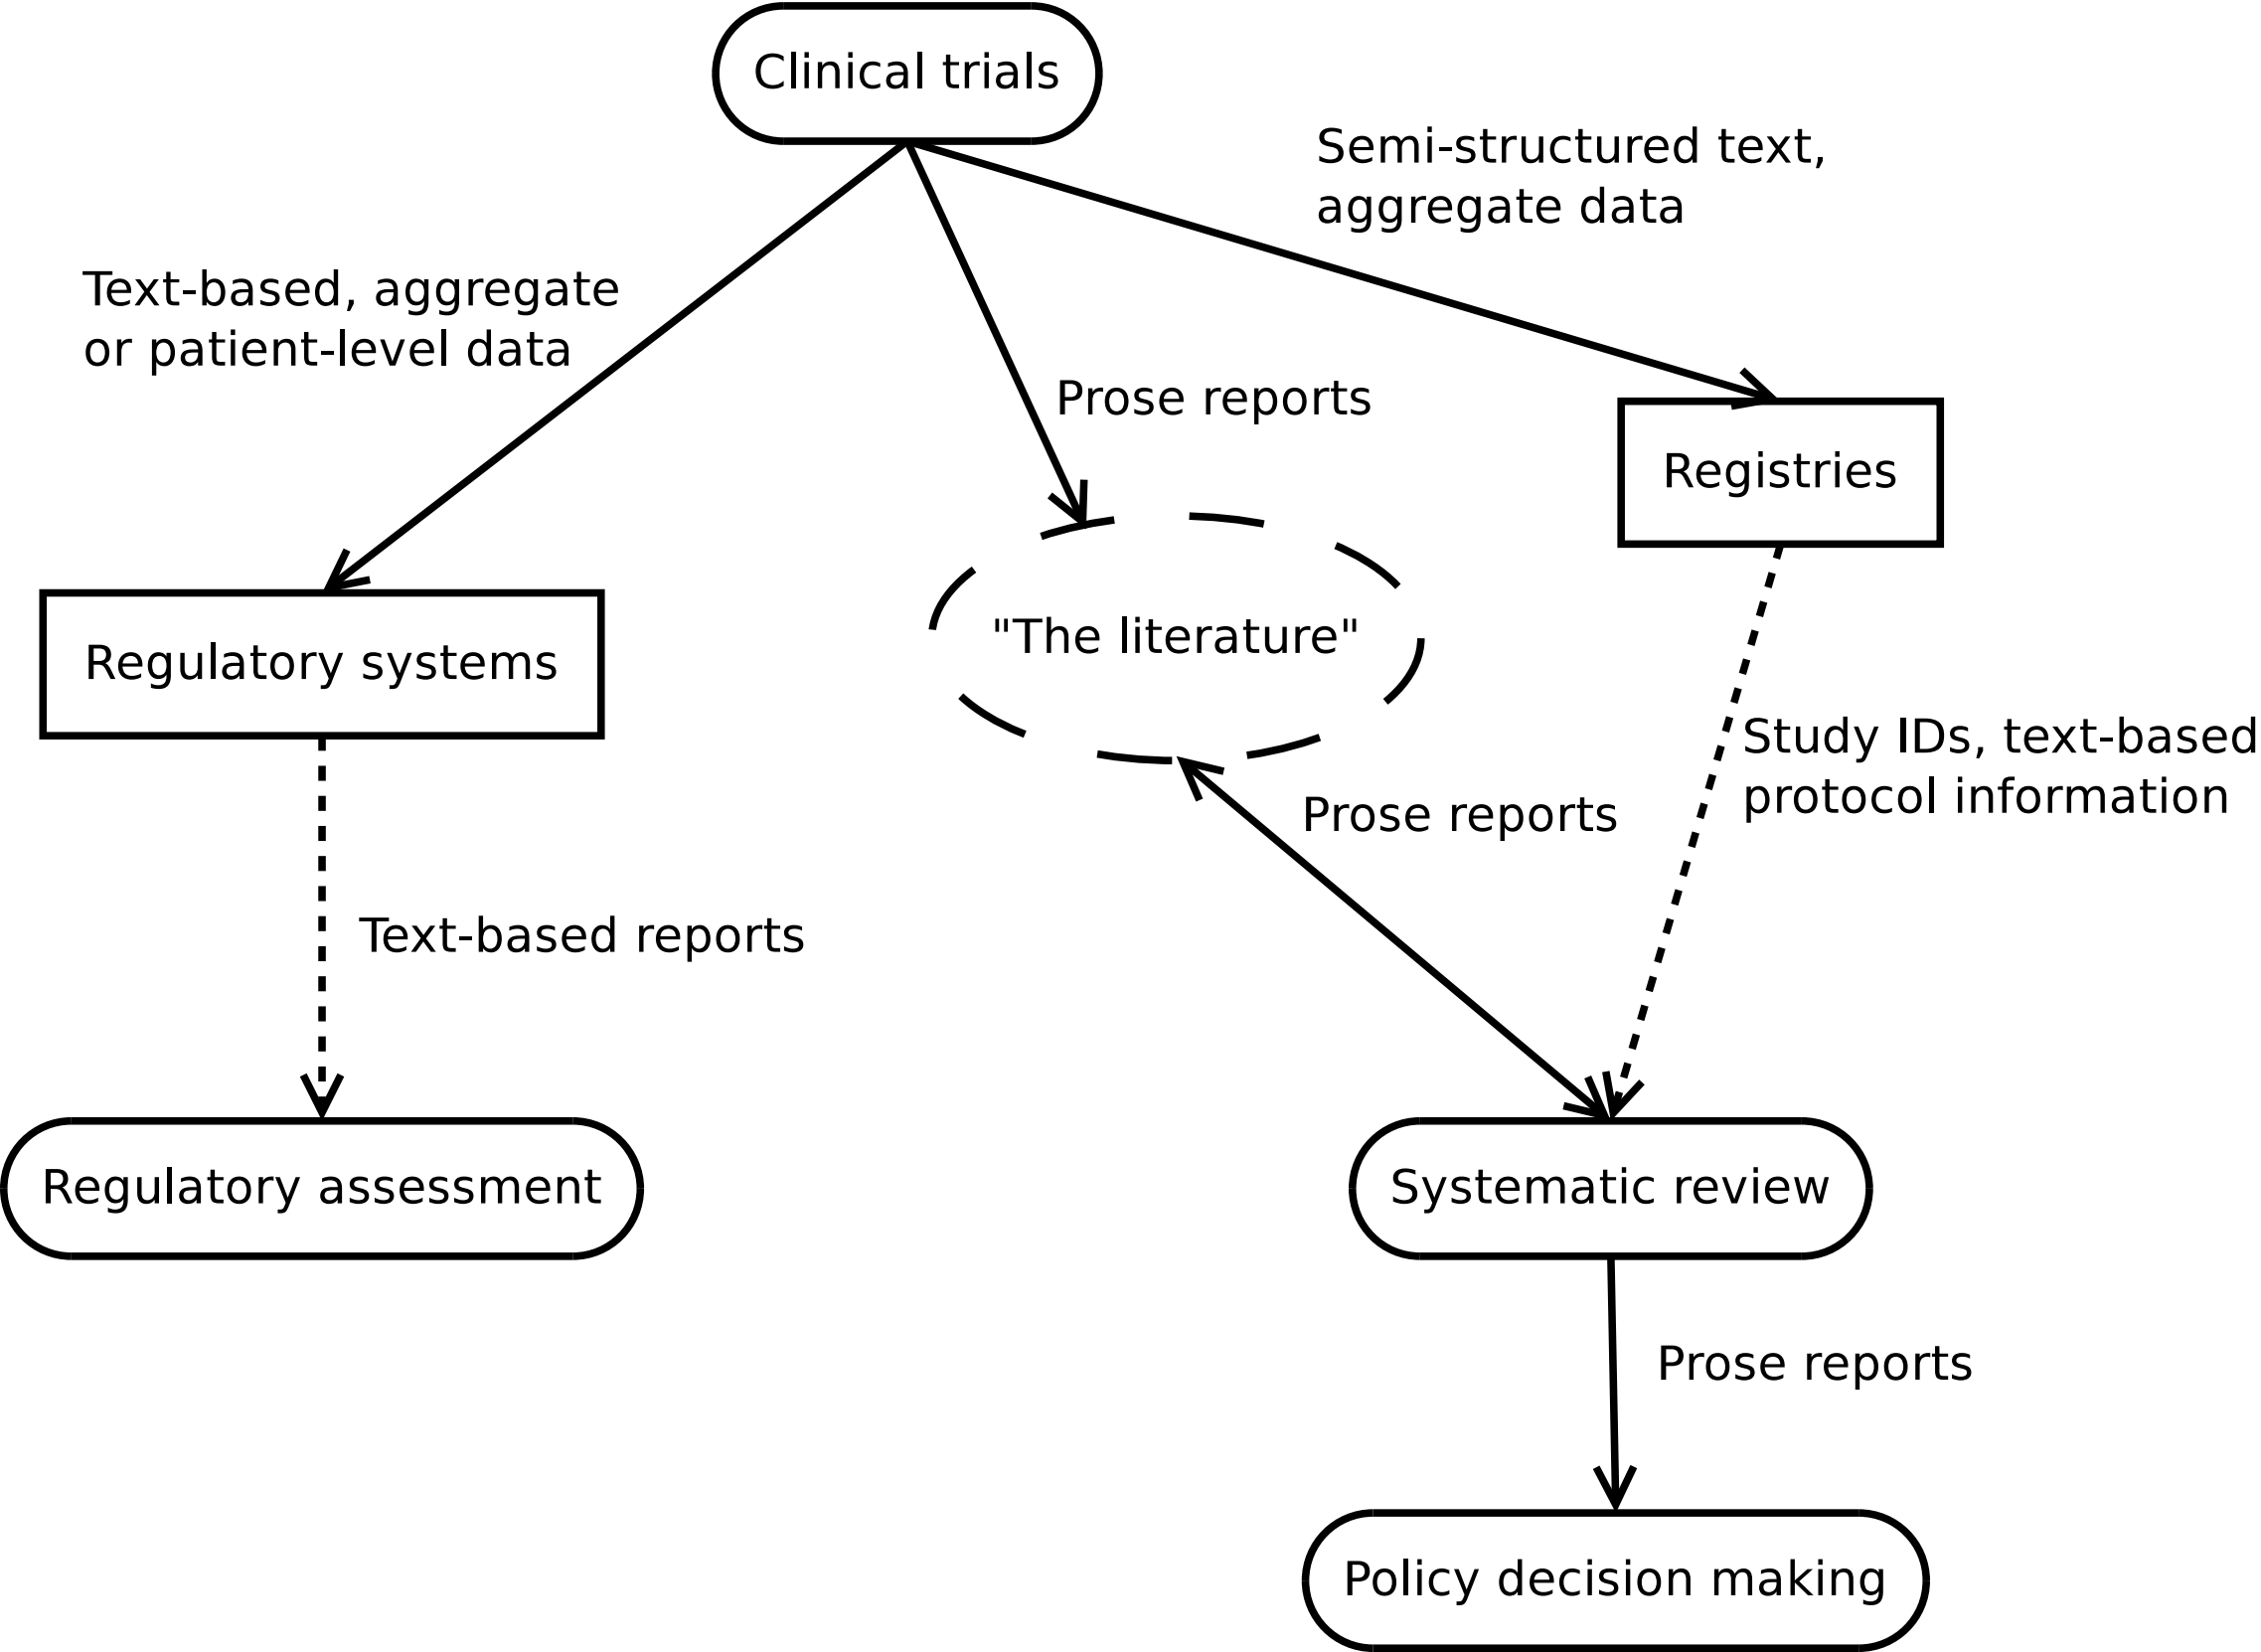 Clinical trials
Semi-structured text,
aggregate data
Text-based, aggregate
or patient-level data
Prose reports
Registries
"The literature"
Regulatory systems
Study IDs, text-based
protocol information
Prose reports
Text-based reports
Regulatory assessment
Systematic review
Prose reports
Policy decision making